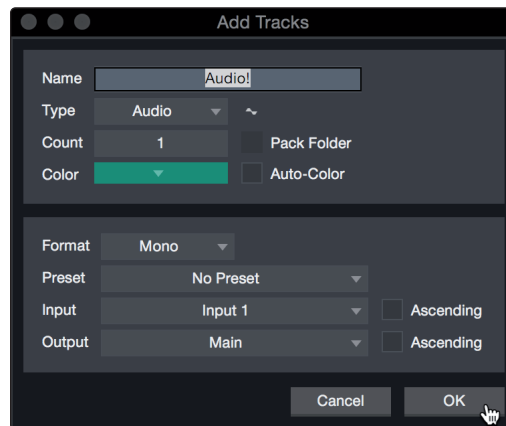 Add Tracks
Name Audio!
Type Audio
Count 1 Pack Folder
Color Auto-Color
Format Mono
Preset No Preset
Input Input 1 Ascending
Output Main Ascending
Cancel OK